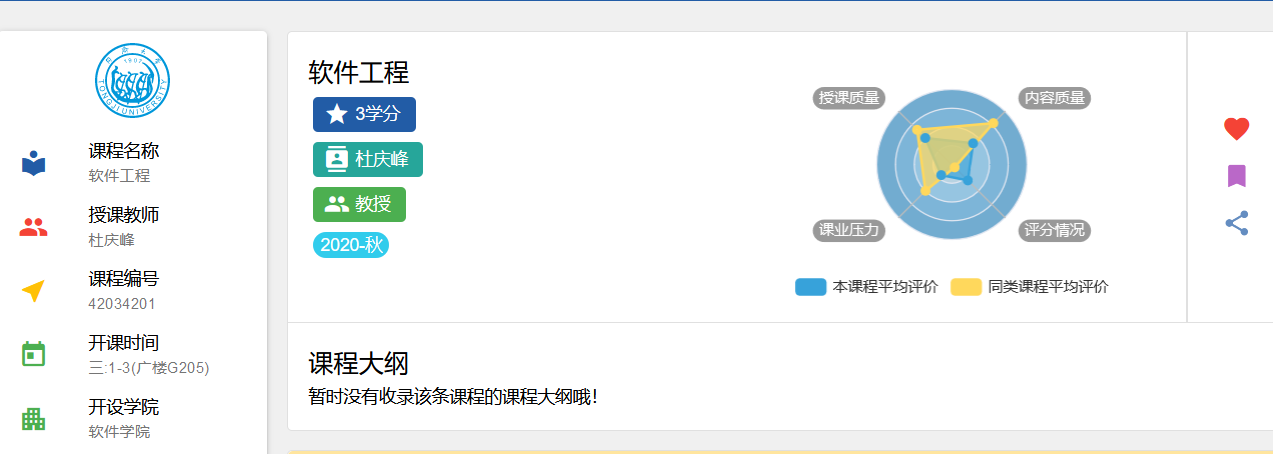 1907
TONGJI UNIVERSITY
课程名称
软件工程
授课教师
杜庆峰
课程编号
42034201
开课时间
三:1-3(广楼G205)
开设学院
软件学院
软件工程
3学分
杜庆峰
教授
2020-秋
授课质量
内容质量
课业压力
评分情况
本课程平均评价
同类课程平均评价
课程大纲
暂时没有收录该条课程的课程大纲哦！